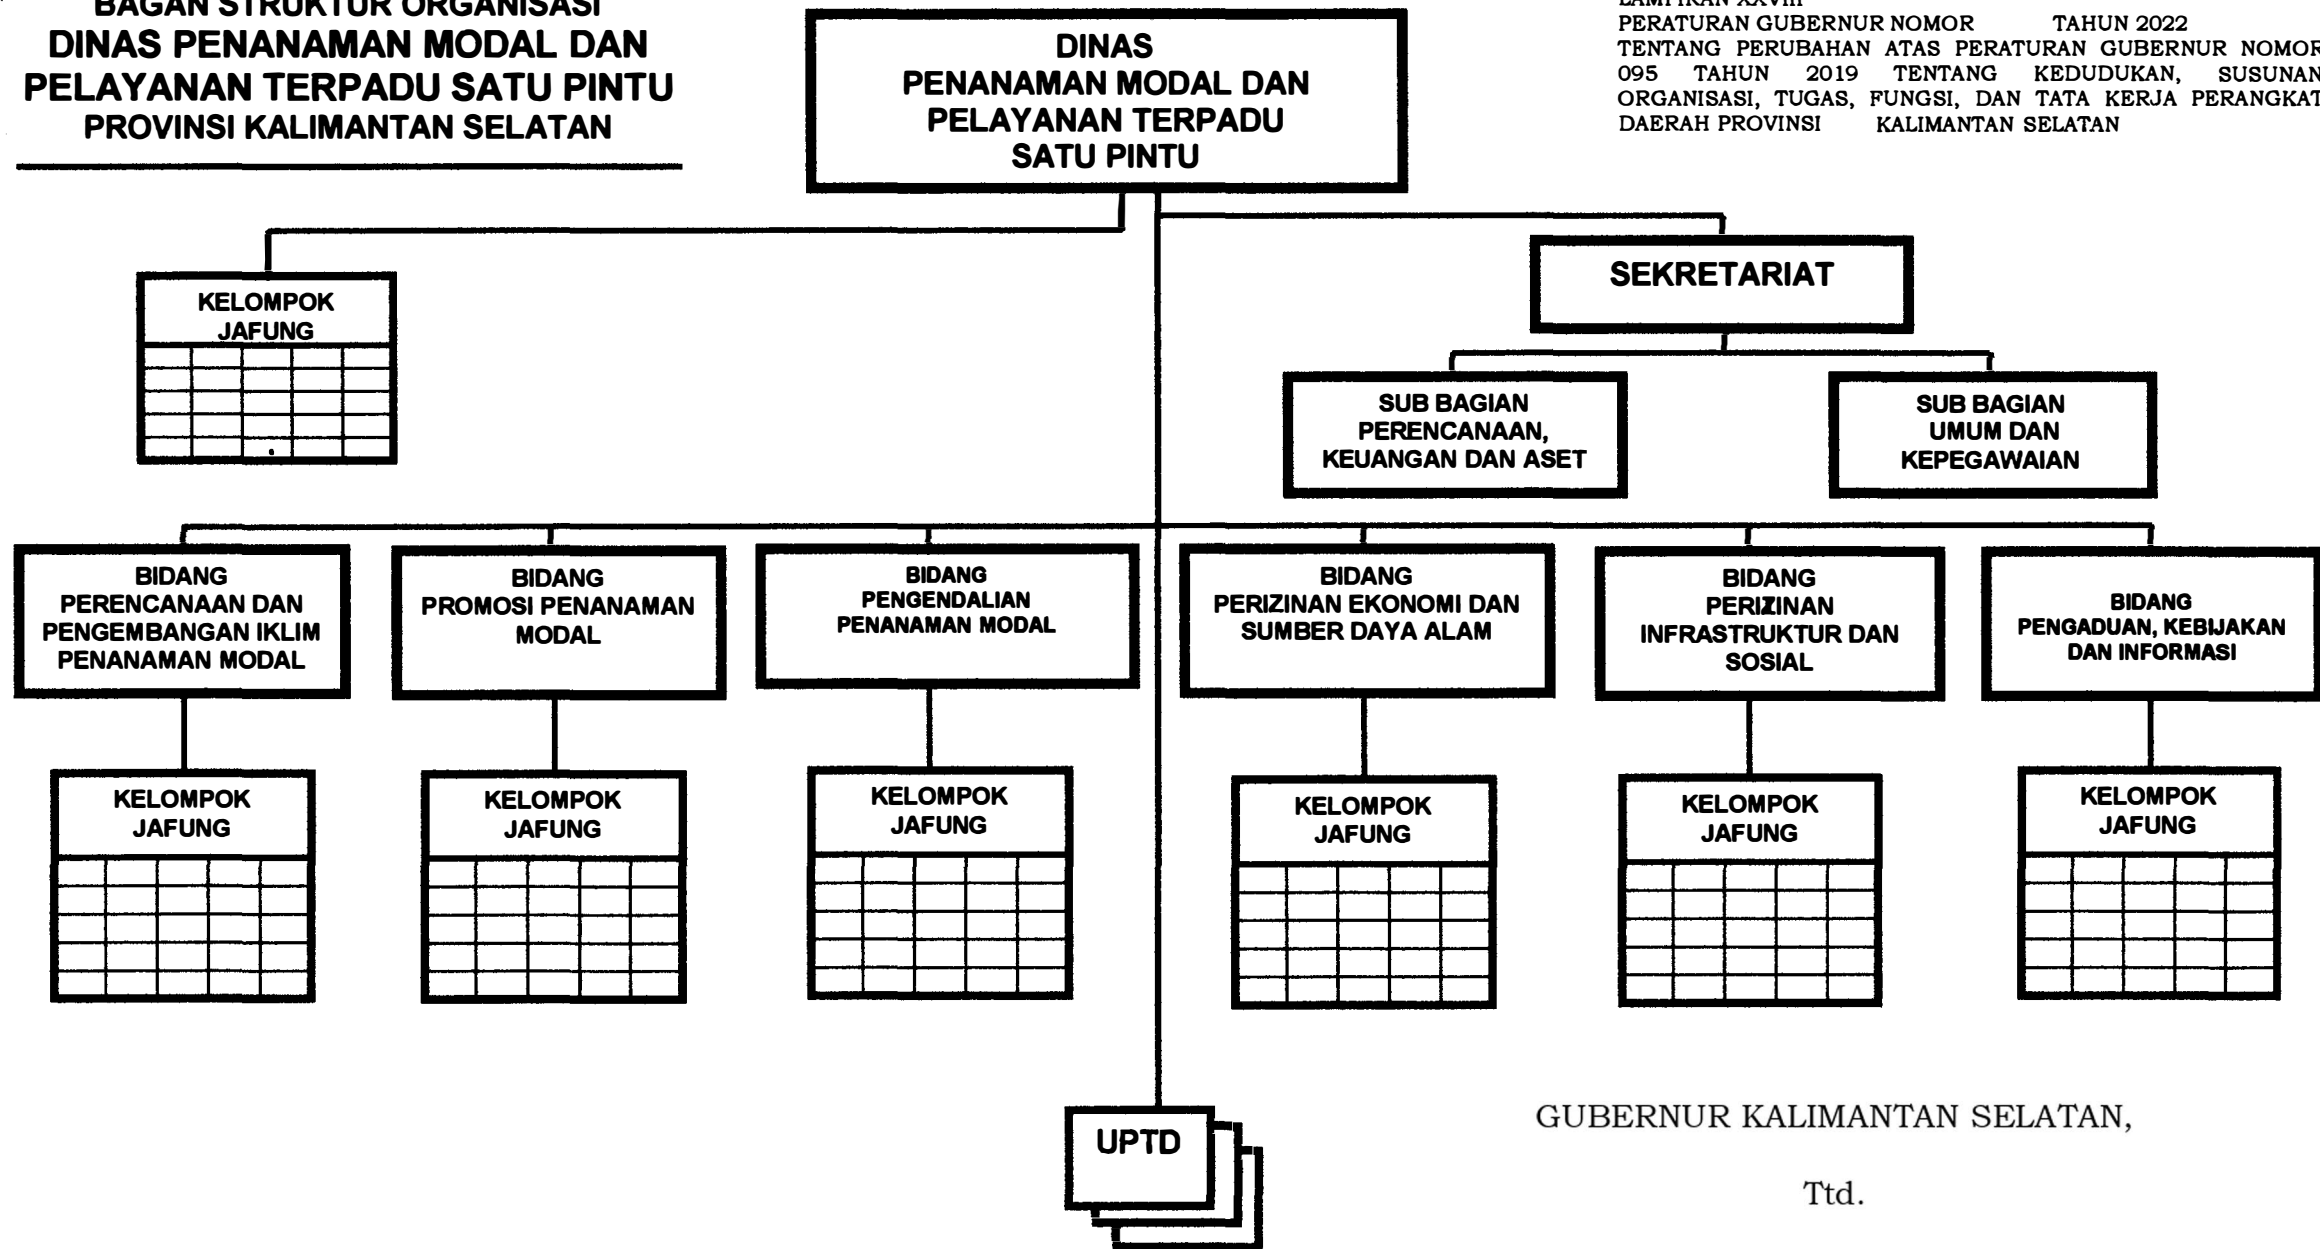 BAGAN STRUKTUR ORGANISASI
DINAS PENANAMAN MODAL DAN
PELAYANAN TERPADU SATU PINTU
PROVINSI KALIMANTAN SELATAN
DINAS
PENANAMAN MODAL DAN
PELAYANAN TERPADU
SATU PINTU
LAMPIRAN XXVIII
PERATURAN GUBERNUR NOMOR TAHUN 2022
TENTANG PERUBAHAN ATAS PERATURAN GUBERNUR NOMOR
095 TAHUN 2019 TENTANG KEDUDUKAN, SUSUNAN
ORGANISASI, TUGAS, FUNGSI, DAN TATA KERJA PERANGKAT
DAERAH PROVINSI KALIMANTAN SELATAN
KELOMPOK
JAFUNG
SEKRETARIAT
SUB BAGIAN
PERENCANAAN,
KEUANGAN DAN ASET
SUB BAGIAN
UMUM DAN
KEPEGAWAIAN
BIDANG
PERENCANAAN DAN
PENGEMBANGAN IKLIM
PENANAMAN MODAL
BIDANG
PROMOSI PENANAMAN
MODAL
BIDANG
PENGENDALIAN
PENANAMAN MODAL
BIDANG
PERIZINAN EKONOMI DAN
SUMBER DAYA ALAM
BIDANG
PERIZINAN
INFRASTRUKTUR DAN
SOSIAL
BIDANG
PENGADUAN, KEBIJAKAN
DAN INFORMASI
KELOMPOK
JAFUNG
KELOMPOK
JAFUNG
KELOMPOK
JAFUNG
KELOMPOK
JAFUNG
KELOMPOK
JAFUNG
KELOMPOK
JAFUNG
UPTD
GUBERNUR KALIMANTAN SELATAN,
Ttd.